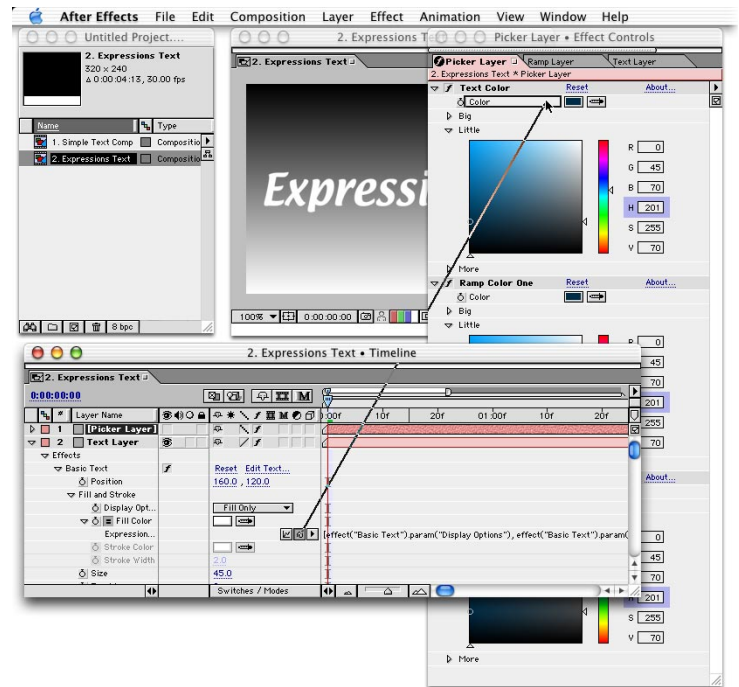 After Effects File Edit Composition Layer Effect Animation View Window Help
Untitled Project....
2. Expressions Text
320 x 240
Δ 0:00:04:13, 30.00 fps
Name Type
1. Simple Text Comp Compositio
2. Expressions Text Compositio
8 bpc
2. Expressions T
2. Expressions Text
Expressi
100% 0:00:00:00
Picker Layer • Effect Controls
Picker Layer Ramp Layer Text Layer
2. Expressions Text * Picker Layer
Text Color Reset About...
Color
Big
Little
R 0
G 45
B 70
H 201
S 255
V 70
More
Ramp Color One Reset About...
Color
Big
Little
R 0
45
70
201
255
70
About...
0
45
70
201
S 255
V 70
More
2. Expressions Text • Timeline
2. Expressions Text
0:00:00:00
# Layer Name
:00f 10f 20f 01:00f 10f 20f
1 [Picker Layer]
2 Text Layer
Effects
Basic Text Reset Edit Text...
Position 160.0, 120.0
Fill and Stroke
Display Opt... Fill Only
Fill Color
Expression... [effect("Basic Text").param("Display Options"), effect("Basic Text").param(
Stroke Color
Stroke Width 2.0
Size 45.0
Switches / Modes